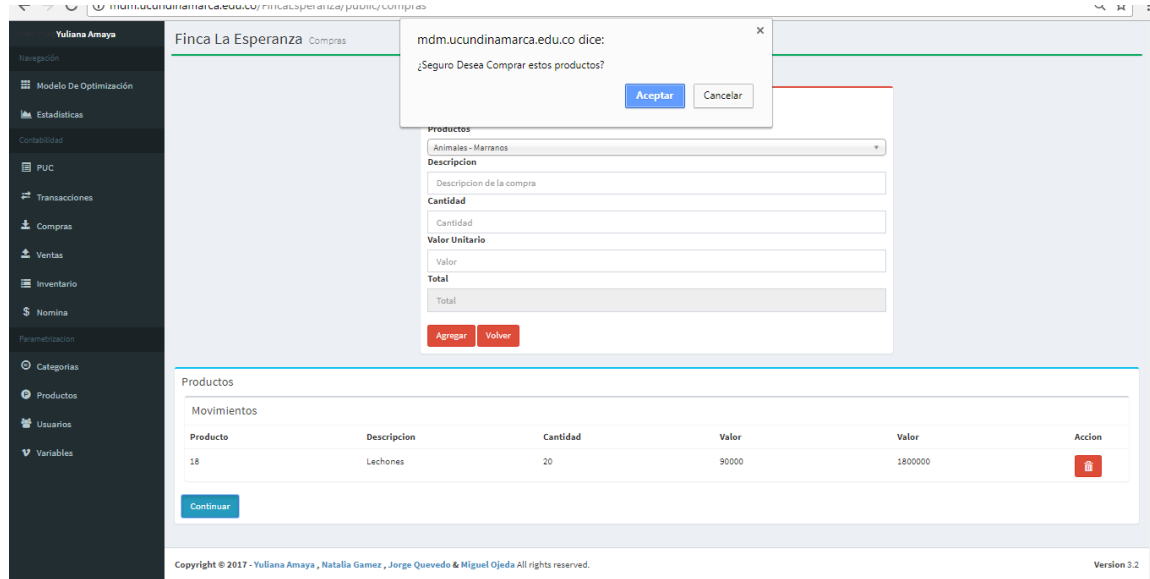 mdm.ucundinamarca.edu.co/FincaEsperanza/public/compras
Yuliana Amaya
Navegación
Modelo De Optimización
Estadisticas
Contabilidad
PUC
Transacciones
Compras
Ventas
Inventario
$ Nomina
Parametrizacion
Categorias
Productos
Usuarios
Variables
Finca La Esperanza Compras
mdm.ucundinamarca.edu.co dice:
¿Seguro Desea Comprar estos productos?
Aceptar Cancelar
Productos
Animales - Marranos
Descripcion
Descripcion de la compra
Cantidad
Cantidad
Valor Unitario
Valor
Total
Total
Agregar Volver
Productos
Movimientos
Producto Descripcion Cantidad Valor Valor Accion
18 Lechones 20 90000 1800000
Continuar
Copyright © 2017 - Yuliana Amaya , Natalia Gamez , Jorge Quevedo & Miguel Ojeda All rights reserved. Version 3.2